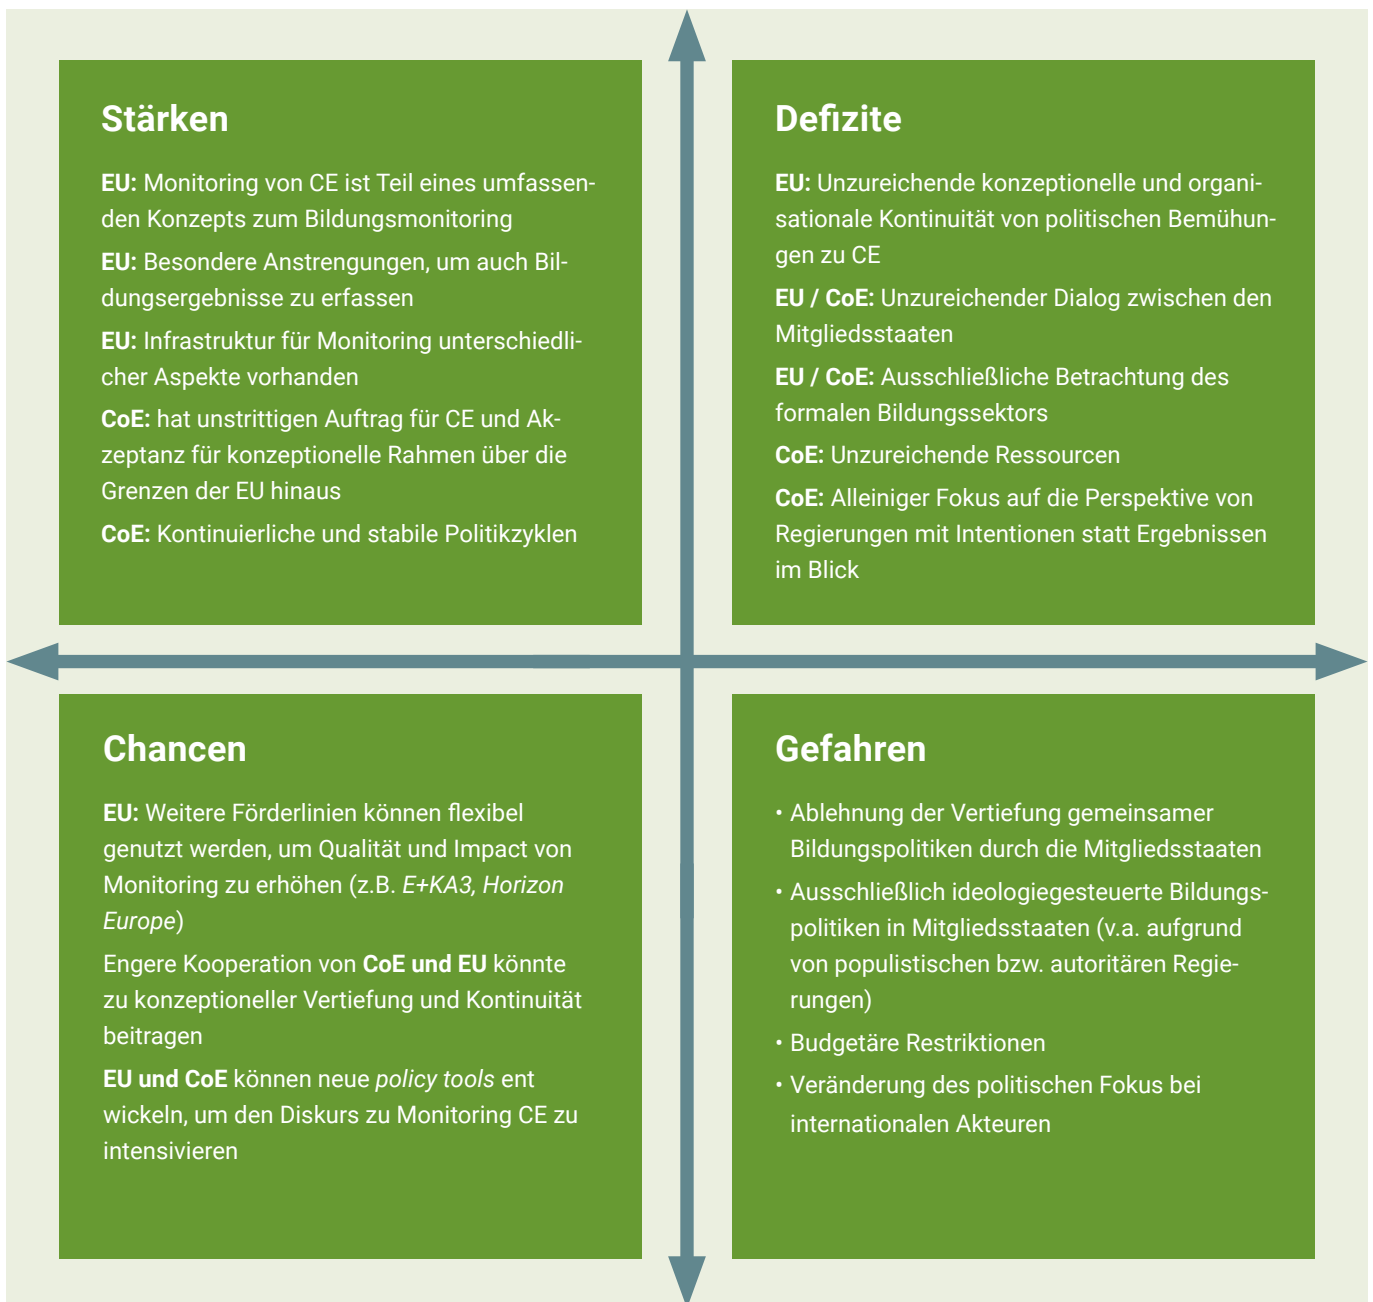 Stärken
EU: Monitoring von CE ist Teil eines umfassen-
den Konzepts zum Bildungsmonitoring
EU: Besondere Anstrengungen, um auch Bil-
dungsergebnisse zu erfassen
EU: Infrastruktur für Monitoring unterschiedli-
cher Aspekte vorhanden
CoE: hat unstrittigen Auftrag für CE und Ak-
zeptanz für konzeptionelle Rahmen über die
Grenzen der EU hinaus
CoE: Kontinuierliche und stabile Politikzyklen
Defizite
EU: Unzureichende konzeptionelle und organi-
sationale Kontinuität von politischen Bemühun-
gen zu CE
EU / CoE: Unzureichender Dialog zwischen den
Mitgliedsstaaten
EU / CoE: Ausschließliche Betrachtung des
formalen Bildungssektors
CoE: Unzureichende Ressourcen
CoE: Alleiniger Fokus auf die Perspektive von
Regierungen mit Intentionen statt Ergebnissen
im Blick
Chancen
EU: Weitere Förderlinien können flexibel
genutzt werden, um Qualität und Impact von
Monitoring zu erhöhen (z.B. E+KA3, Horizon
Europe)
Engere Kooperation von CoE und EU könnte
zu konzeptioneller Vertiefung und Kontinuität
beitragen
EU und CoE können neue policy tools ent
wickeln, um den Diskurs zu Monitoring CE zu
intensivieren
Gefahren
• Ablehnung der Vertiefung gemeinsamer
Bildungspolitiken durch die Mitgliedsstaaten
• Ausschließlich ideologiegesteuerte Bildungs-
politiken in Mitgliedsstaaten (v.a. aufgrund
von populistischen bzw. autoritären Regie-
rungen)
• Budgetäre Restriktionen
• Veränderung des politischen Fokus bei
internationalen Akteuren